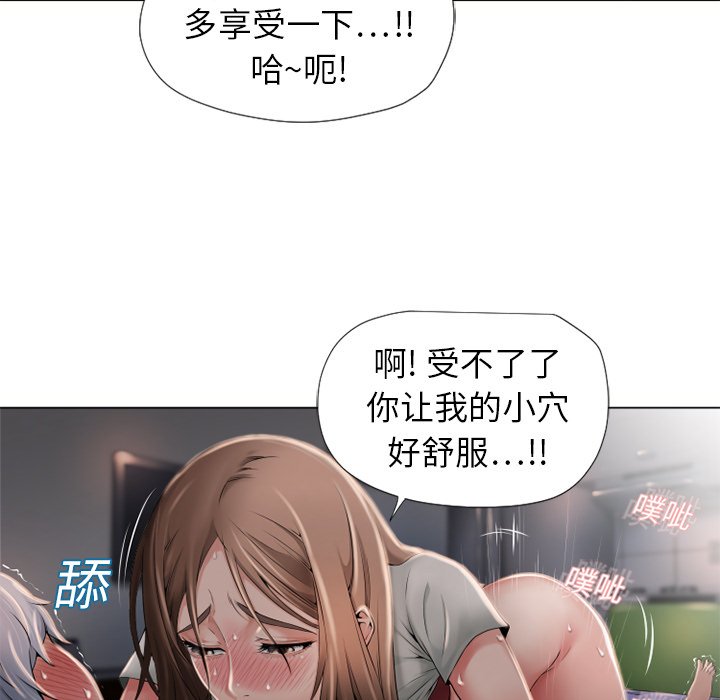 多享受一下...!!
哈~呃!
啊! 受不了了
你让我的小穴
好舒服...!!
噗呲
噗呲
舔